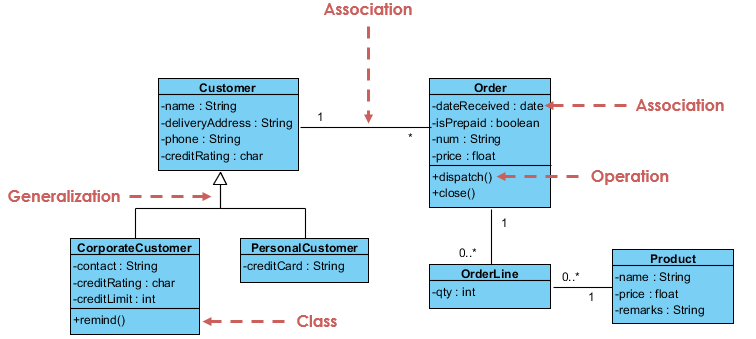 Association
Customer
-name : String
-deliveryAddress : String
-phone : String
-creditRating : char
1
*
Order
-dateReceived : date
-isPrepaid : boolean
-num : String
-price : float
+dispatch()
+close()
Association
Operation
Generalization
CorporateCustomer
-contact : String
-creditRating : char
-creditLimit : int
+remind()
Class
PersonalCustomer
-creditCard : String
1
0..*
OrderLine
-qty : int
0..*
1
Product
-name : String
-price : float
-remarks : String